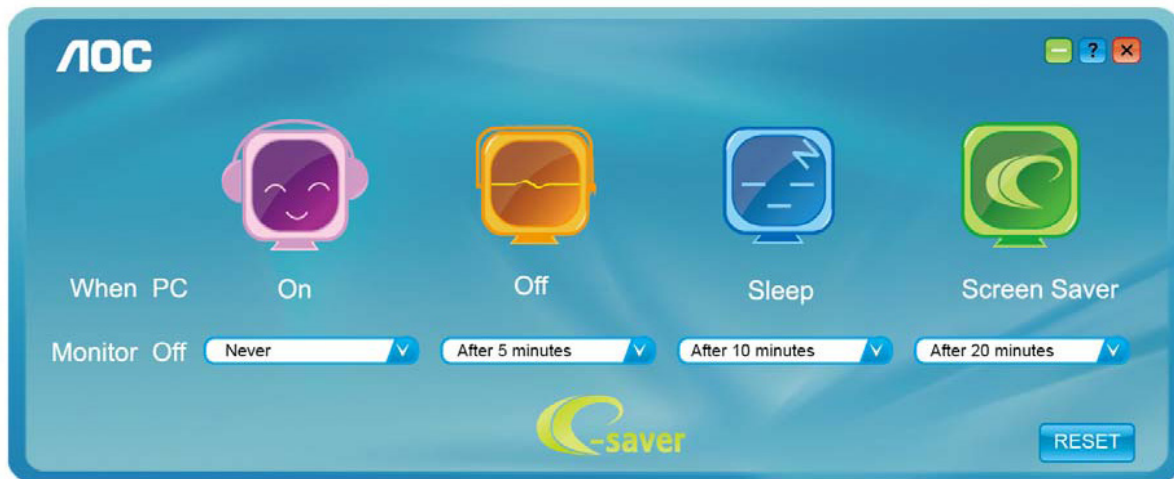 AOC
?
When PC On Off Sleep Screen Saver
Monitor Off Never After 5 minutes After 10 minutes After 20 minutes
e-saver
RESET